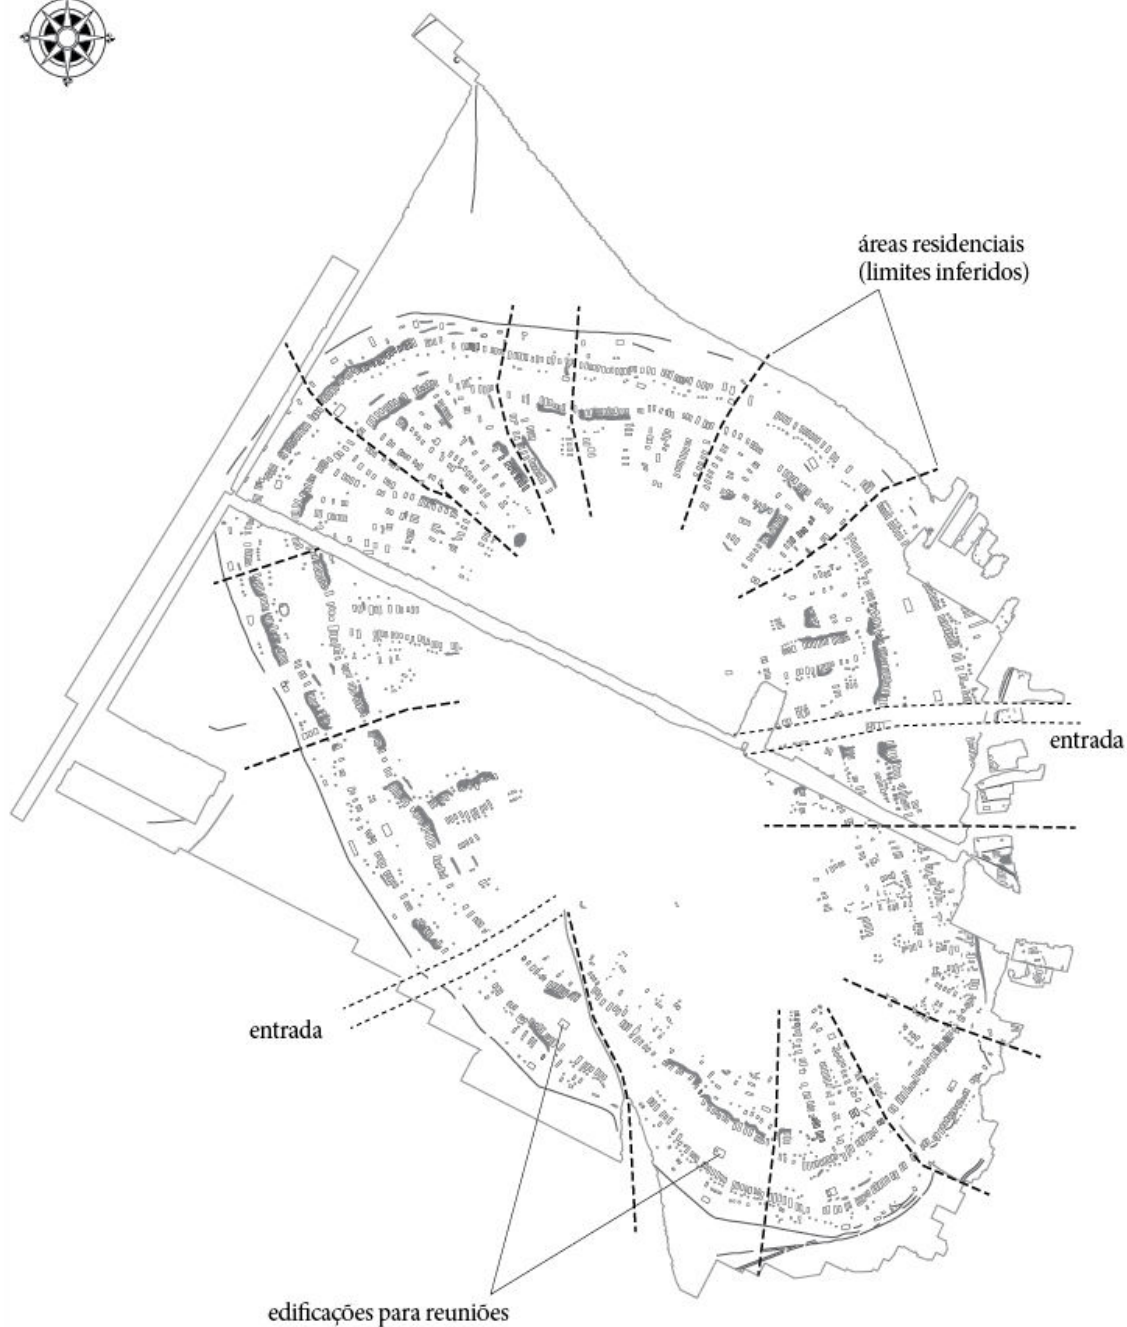 áreas residenciais
(limites inferidos)
entrada
entrada
edificações para reuniões